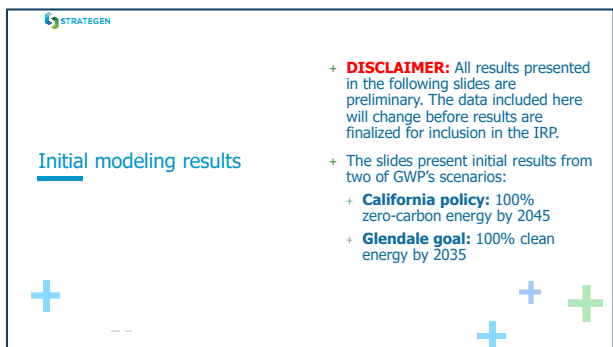 STRATEGEN
Initial modeling results
+ DISCLAIMER: All results presented
in the following slides are
preliminary. The data included here
will change before results are
finalized for inclusion in the IRP.
+ The slides present initial results from
two of GWP's scenarios:
+ California policy: 100%
zero-carbon energy by 2045
+ Glendale goal: 100% clean
energy by 2035